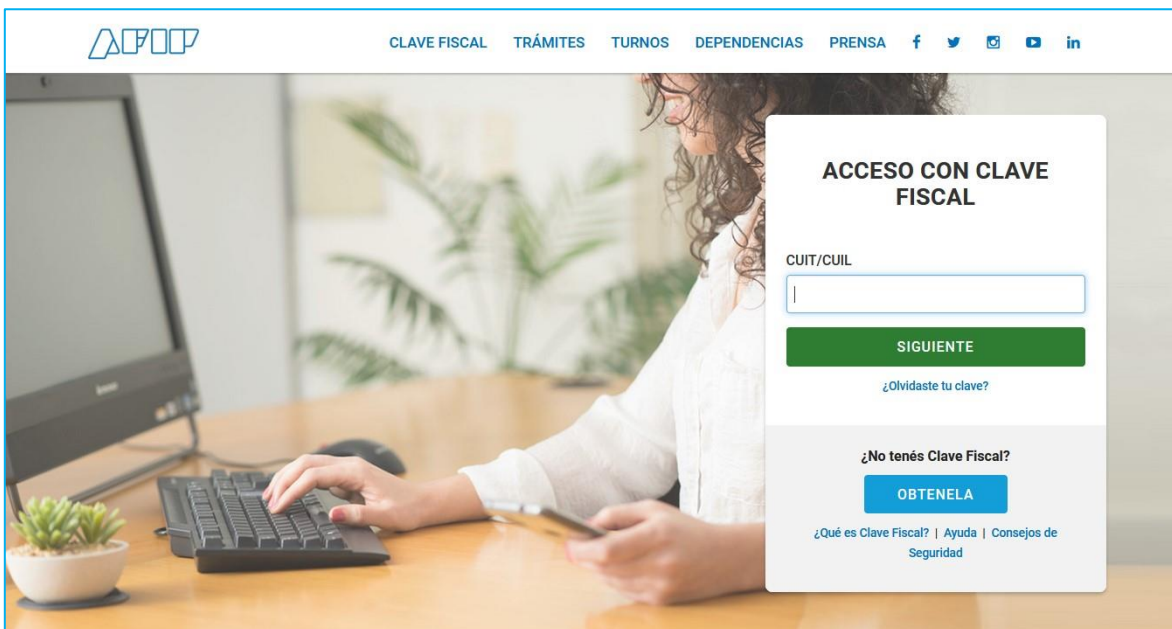 AFIP
CLAVE FISCAL TRÁMITES TURNOS DEPENDENCIAS PRENSA
ACCESO CON CLAVE
FISCAL
CUIT/CUIL
SIGUIENTE
¿Olvidaste tu clave?
¿No tenés Clave Fiscal?
OBTENELA
¿Qué es Clave Fiscal? | Ayuda | Consejos de
Seguridad